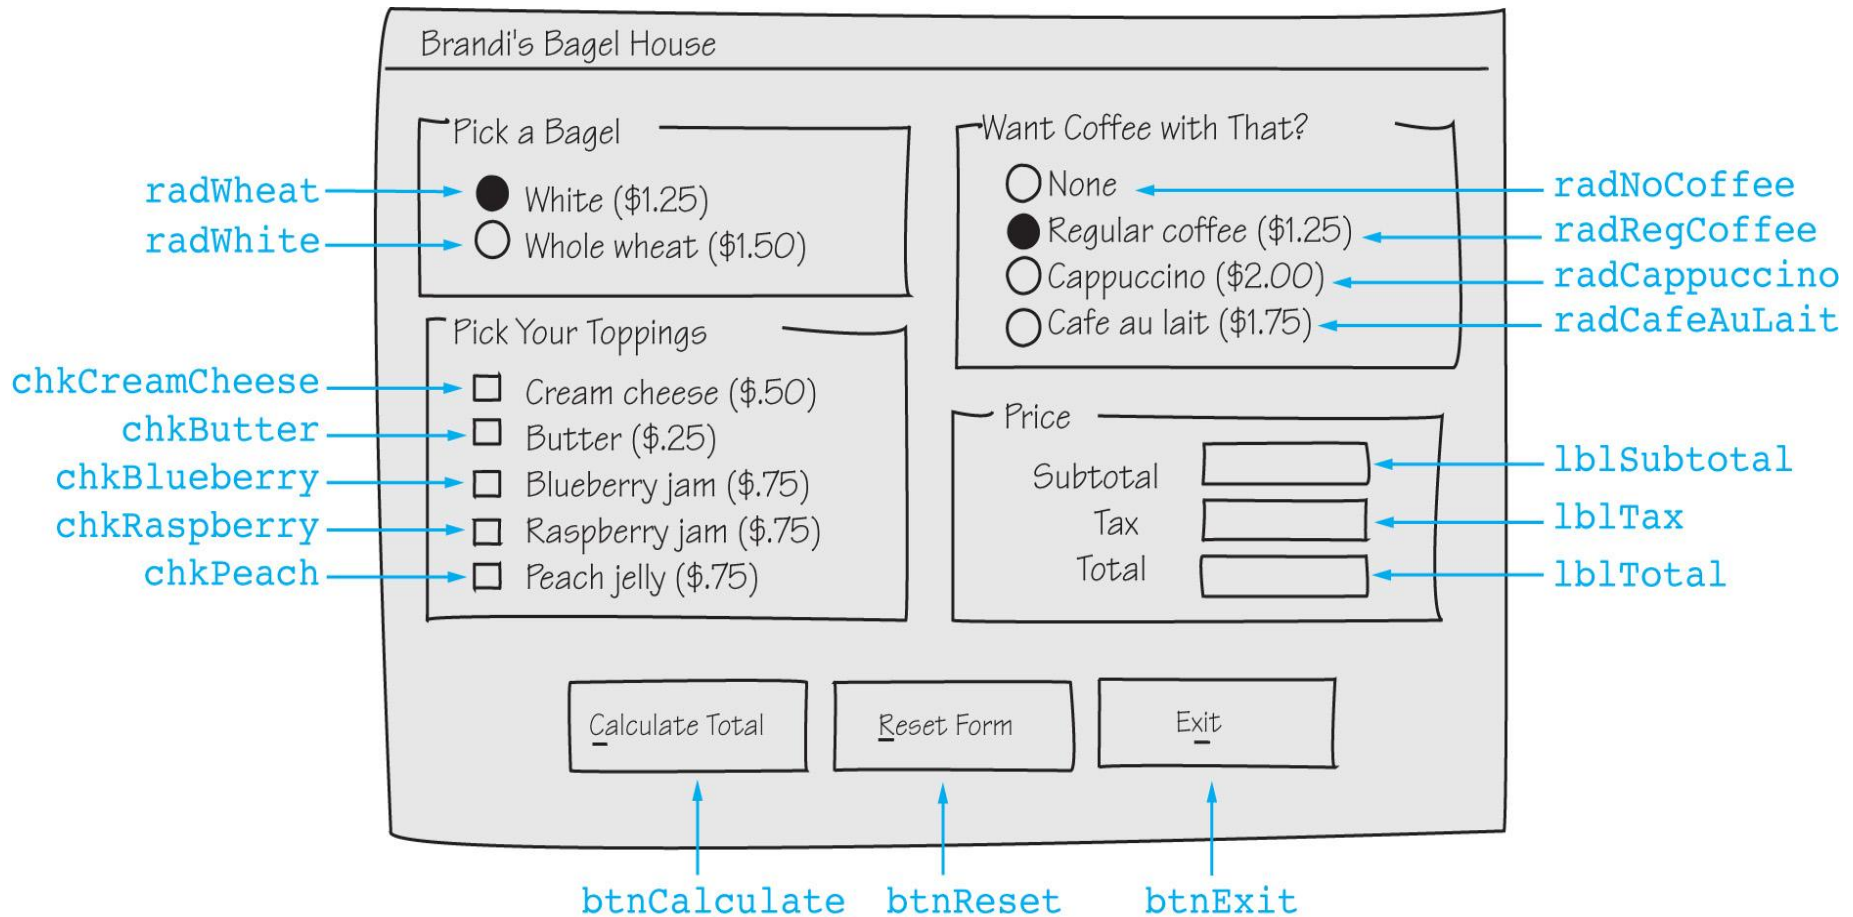 Brandi's Bagel House
Pick a Bagel
radWheat
White ($1.25)
radWhite
Whole wheat ($1.50)
Pick Your Toppings
chkCreamCheese
Cream cheese ($.50)
chkButter
Butter ($.25)
chkBlueberry
Blueberry jam ($.75)
chkRaspberry
Raspberry jam ($.75)
chkPeach
Peach jelly ($.75)
Want Coffee with That?
None
radNoCoffee
Regular coffee ($1.25)
radRegCoffee
Cappuccino ($2.00)
radCappuccino
Cafe au lait ($1.75)
radCafeAuLait
Price
Subtotal
lblSubtotal
Tax
lblTax
Total
lblTotal
Calculate Total
Reset Form
Exit
btnCalculate
btnReset
btnExit